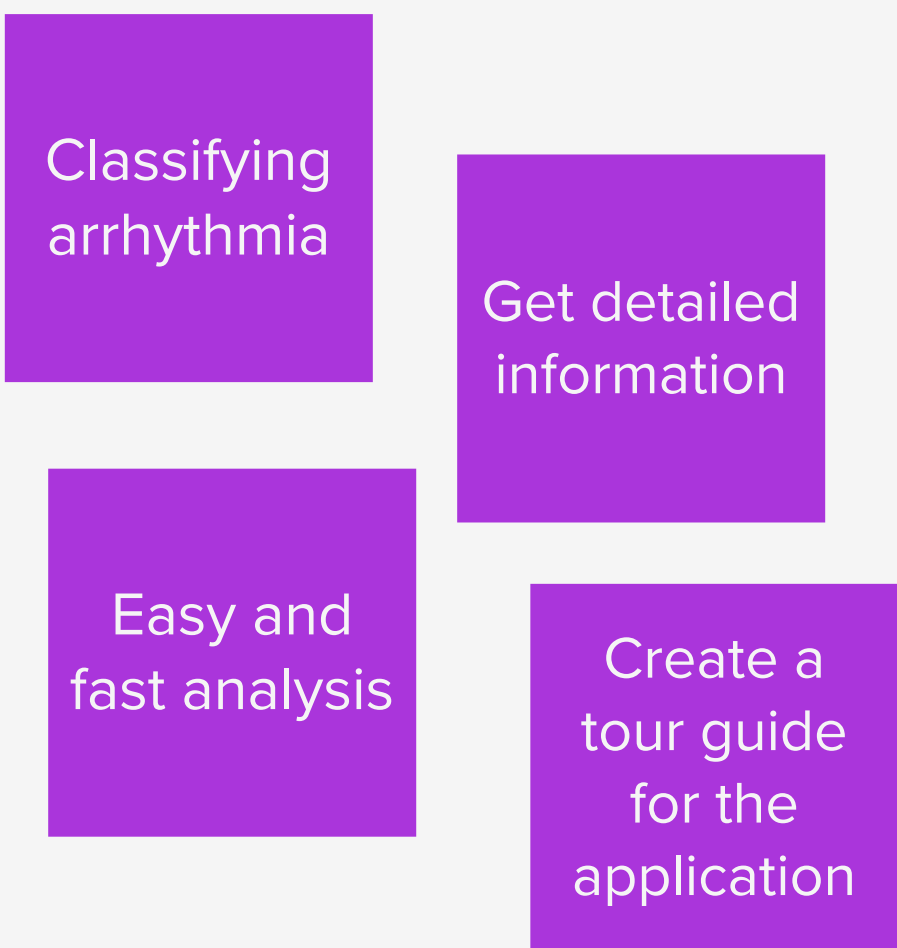 Classifying
arrhythmia
Get detailed
information
Easy and
fast analysis
Create a
tour guide
for the
application